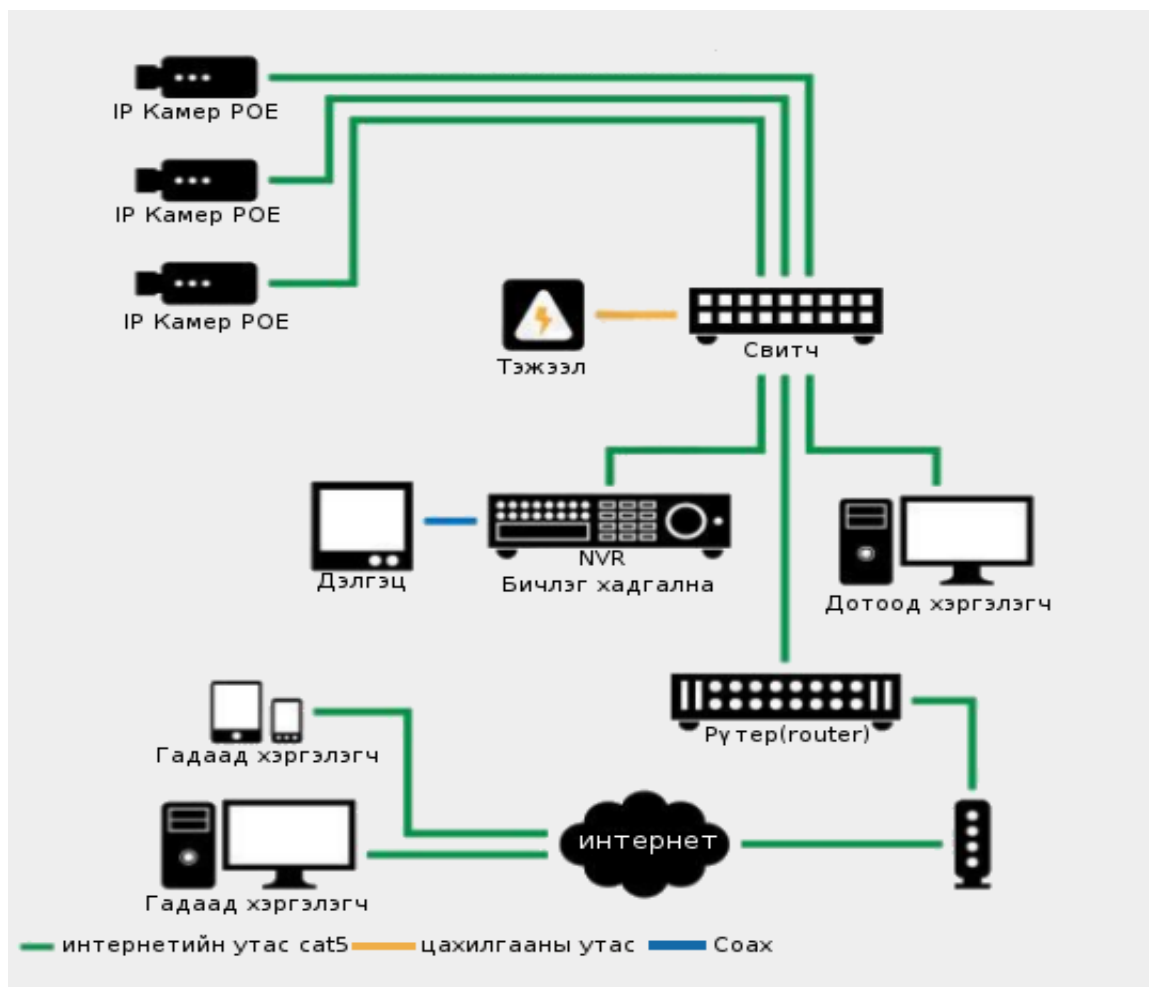 IP Камер POE
IP Камер POE
IP Камер POE
Тэжээл
Свитч
Дэлгэц
NVR
Бичлэг хадгална
Дотоод хэргэлэгч
Рүтер(router)
Гадаад хэргэлэгч
интернет
Гадаад хэргэлэгч
интернетийн утас cat5 цахилгааны утас Coax